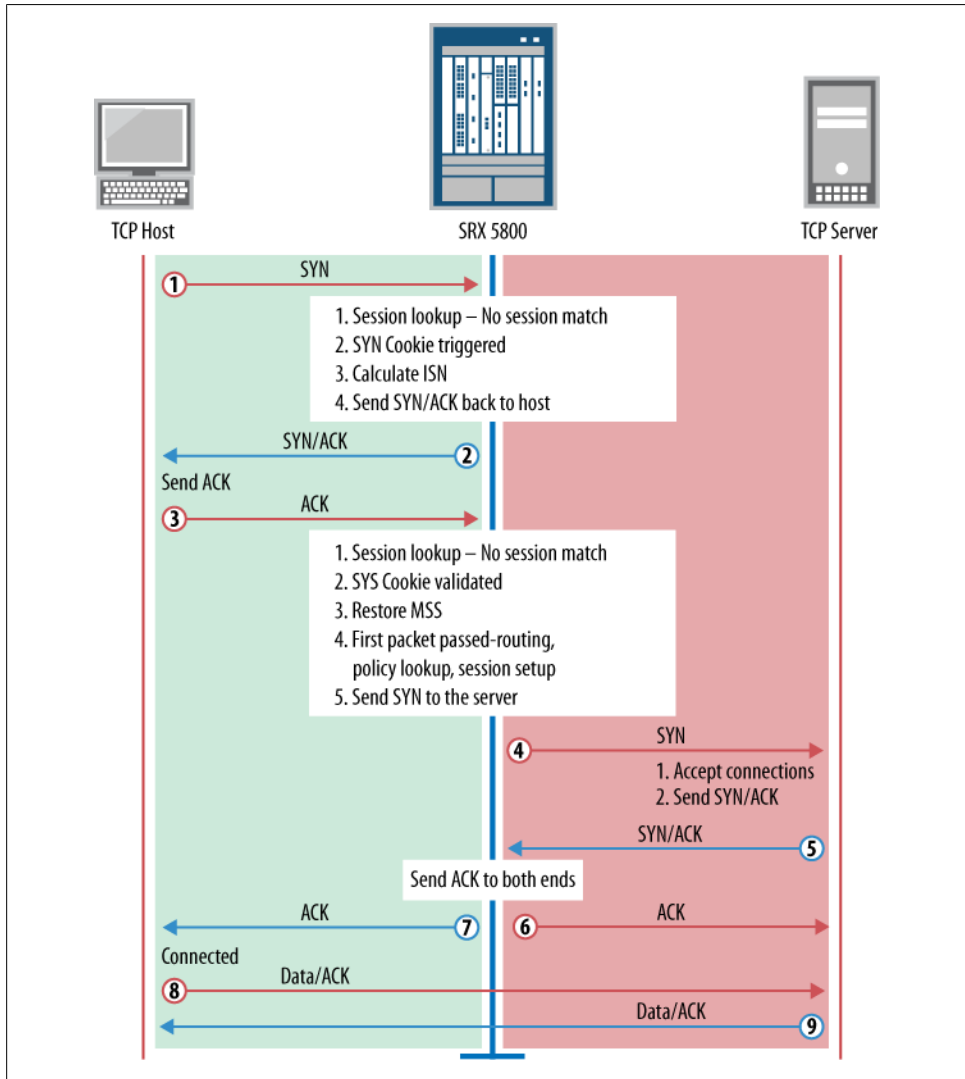 TCP Host
SRX 5800
TCP Server
SYN
1
1. Session lookup – No session match
2. SYN Cookie triggered
3. Calculate ISN
4. Send SYN/ACK back to host
SYN/ACK
2
Send ACK
ACK
3
1. Session lookup – No session match
2. SYS Cookie validated
3. Restore MSS
4. First packet passed-routing,
policy lookup, session setup
5. Send SYN to the server
SYN
4
1. Accept connections
2. Send SYN/ACK
SYN/ACK
5
Send ACK to both ends
ACK
7
6
ACK
Connected
Data/ACK
8
Data/ACK
9